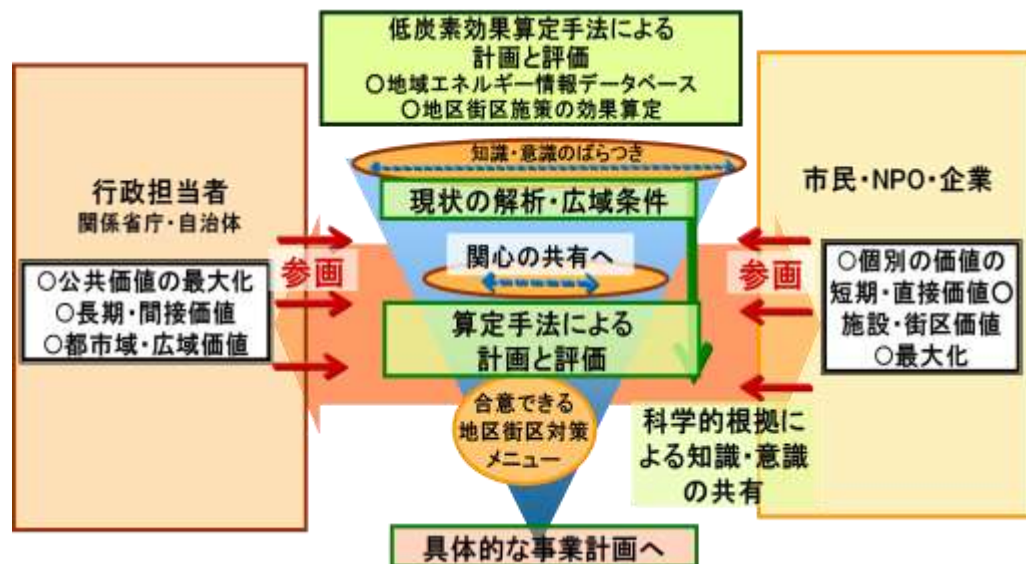 低炭素効果算定手法による
計画と評価
○地域エネルギー情報データベース
○地区街区施策の効果算定
知識・意識のばらつき
行政担当者
関係省庁・自治体
○公共価値の最大化
○長期・間接価値
○都市域・広域価値
参画
現状の解析・広域条件
関心の共有へ
算定手法による
計画と評価
合意できる
地区街区対策
メニュー
市民・NPO・企業
参画
○個別の価値の
短期・直接価値○
施設・街区価値
○最大化
科学的根拠に
よる知識・意識
の共有
具体的な事業計画へ